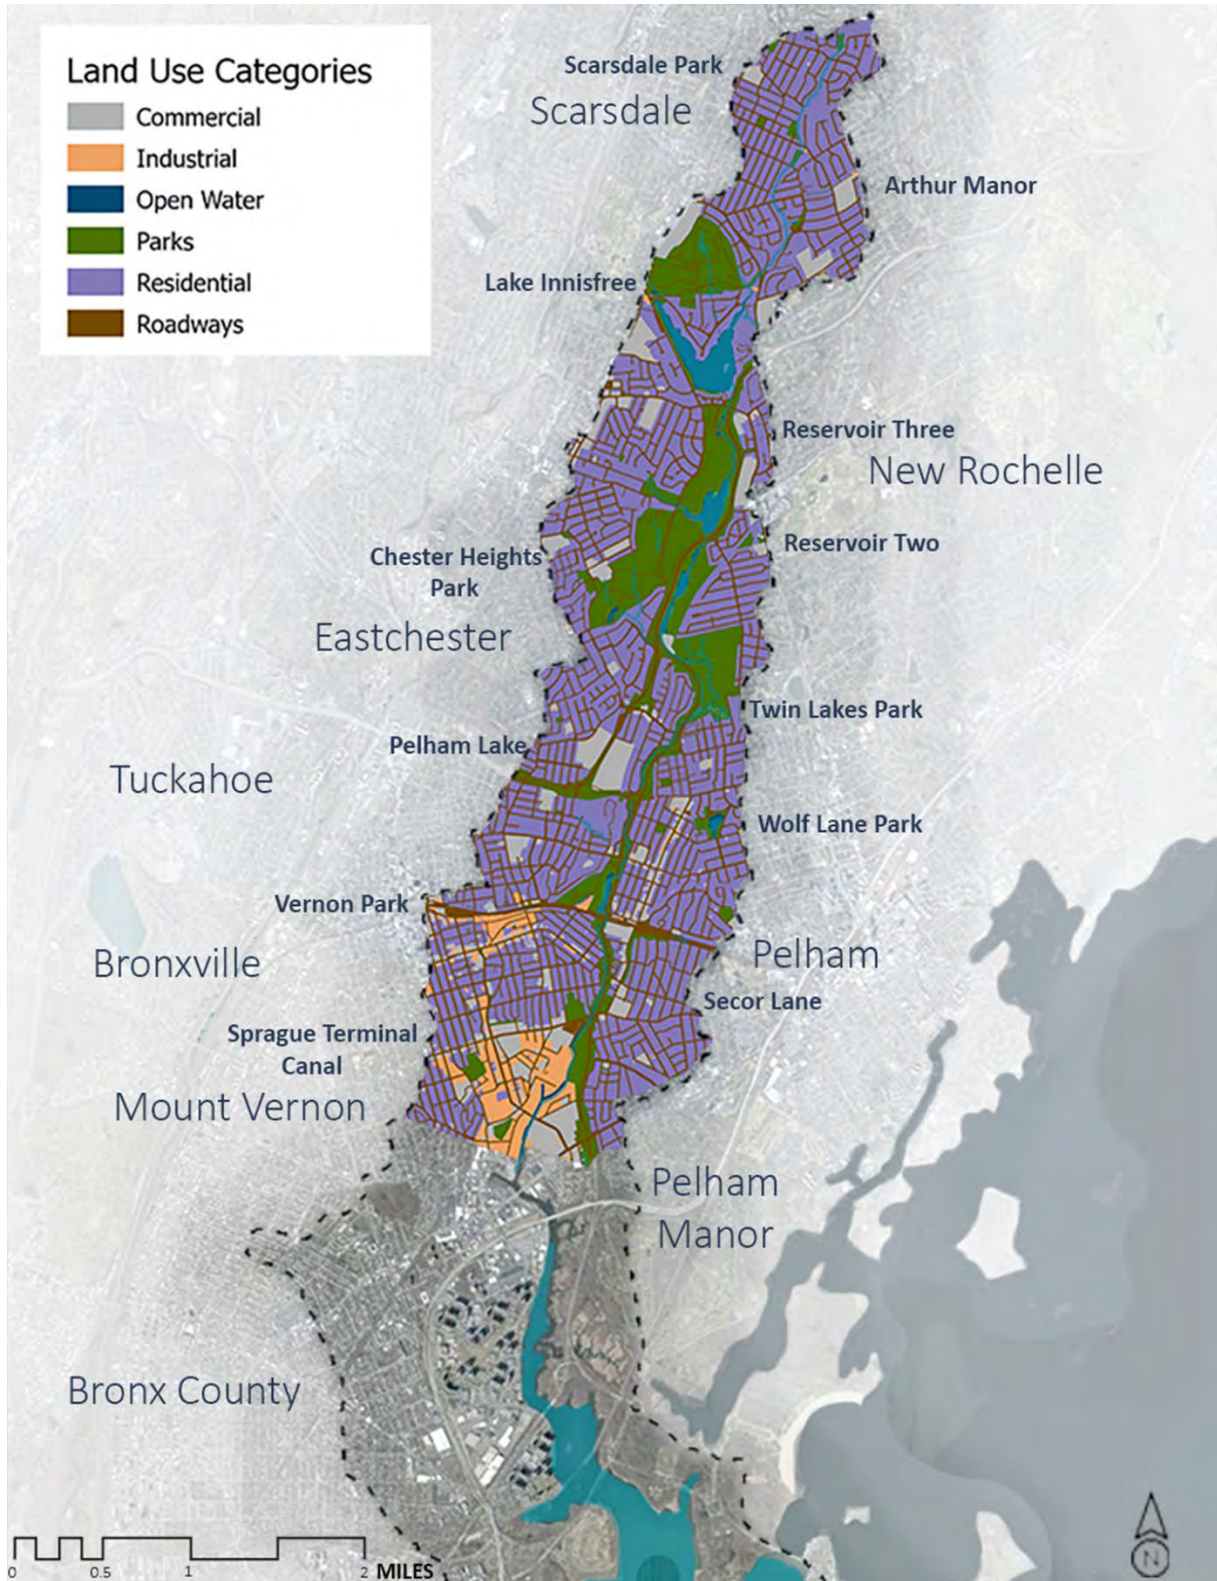 Land Use Categories
Commercial
Industrial
Open Water
Parks
Residential
Roadways
Scarsdale Park
Scarsdale
Arthur Manor
Lake Innisfree
Reservoir Three
New Rochelle
Reservoir Two
Chester Heights
Park
Eastchester
Twin Lakes Park
Pelham Lake
Tuckahoe
Wolf Lane Park
Vernon Park
Pelham
Bronxville
Secor Lane
Sprague Terminal
Canal
Mount Vernon
Pelham
Manor
Bronx County
N
0 0.5 1 2 MILES